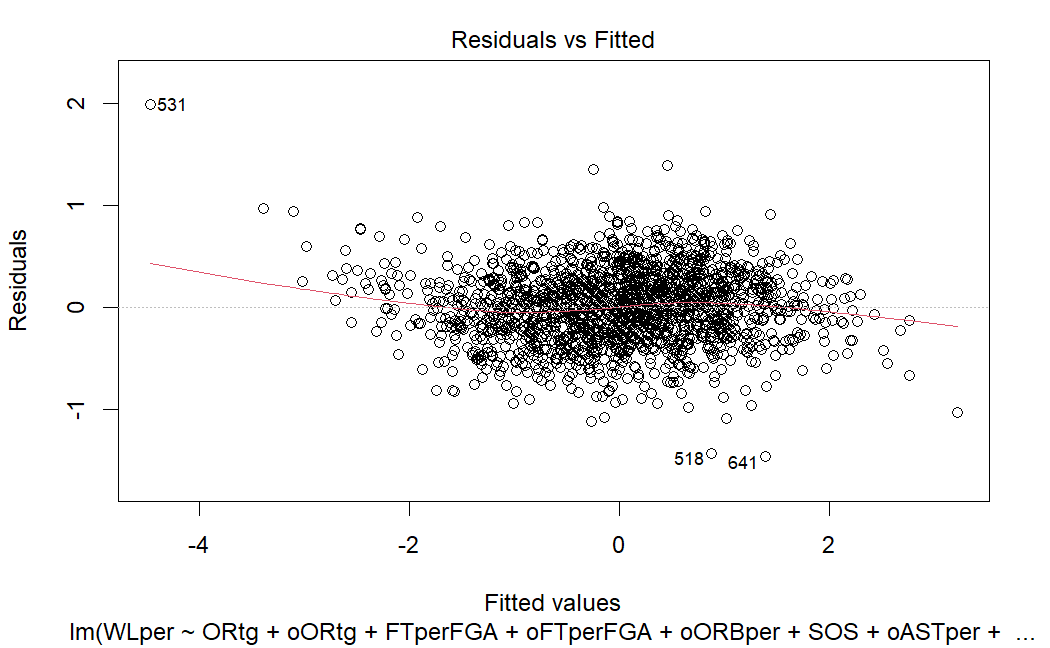 Residuals vs Fitted
2
1
0
-1
Residuals
531
518
641
-4
-2
0
2
Fitted values
lm(WLper ~ ORtg + oORtg + FTperFGA + oFTperFGA + oORBper + SOS + oASTper + ...